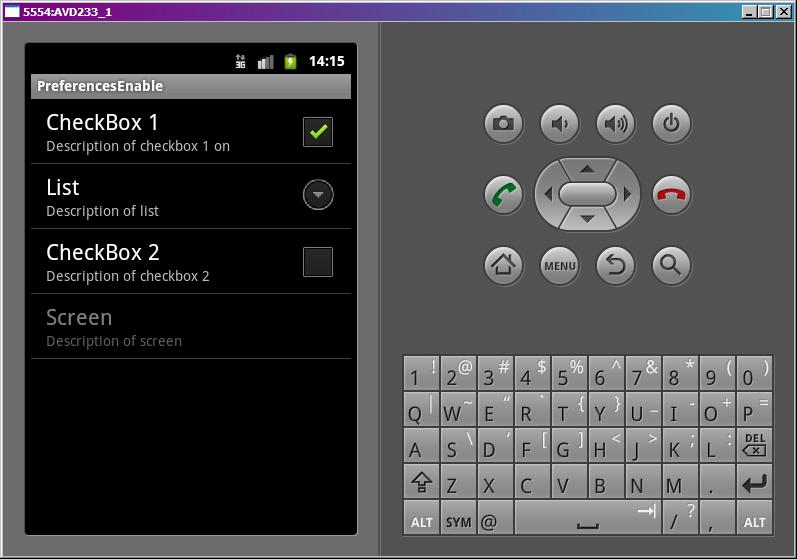 5554:AVD233_1
3G 14:15
PreferencesEnable
CheckBox 1
Description of checkbox 1 on
List
Description of list
CheckBox 2
Description of checkbox 2
Screen
Description of screen
MENU
1 ! 2 @ 3 # 4 $ 5 % 6 ^ 7 & 8 * 9 ( 0 )
Q | W ~ E “ R ` T { Y } U _ I - O + P =
A S \ D ‘ F [ G ] H < J > K ; L : DEL
Z X C V B N M .
ALT SYM @ / ? , ALT